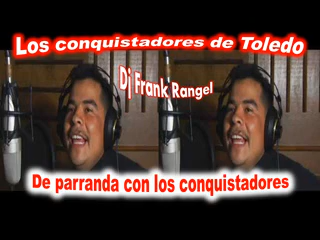 Los conquistadores de Toledo
Dj Frank Rangel
De parranda con los conquistadores